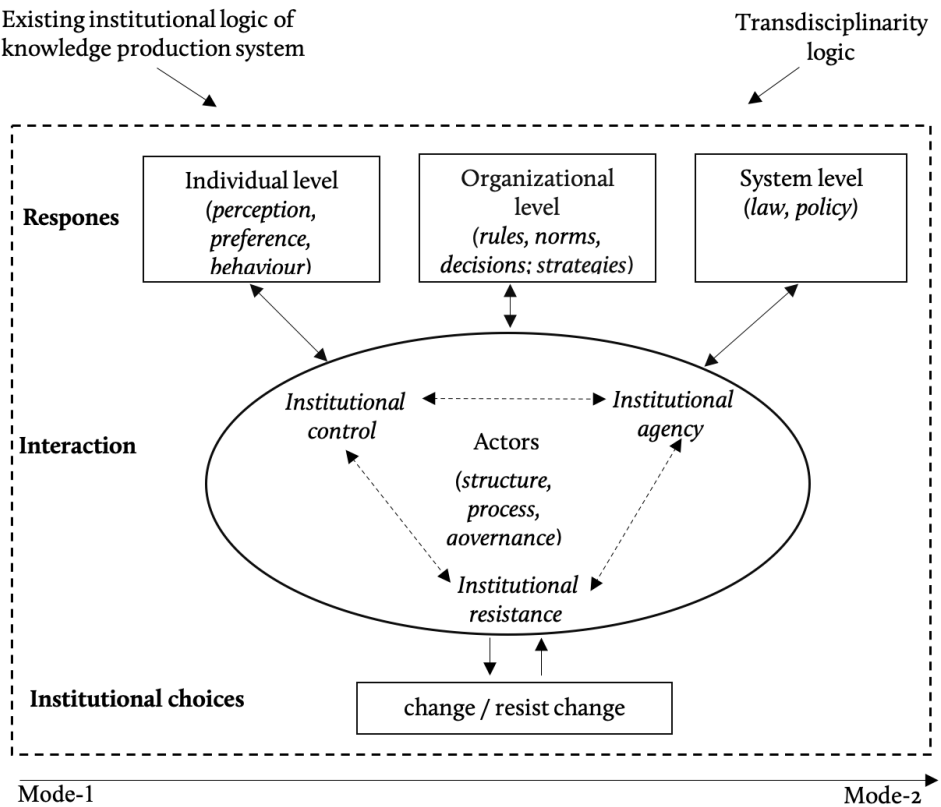 Existing institutional logic of
knowledge production system
Transdisciplinarity
logic
Respones
Individual level
(perception,
preference,
behaviour)
Organizational
level
(rules, norms,
decisions; strategies)
System level
(law, policy)
Interaction
Institutional
control
Institutional
agency
Actors
(structure,
process,
governance)
Institutional
resistance
Institutional choices
change / resist change
Mode-1
Mode-2